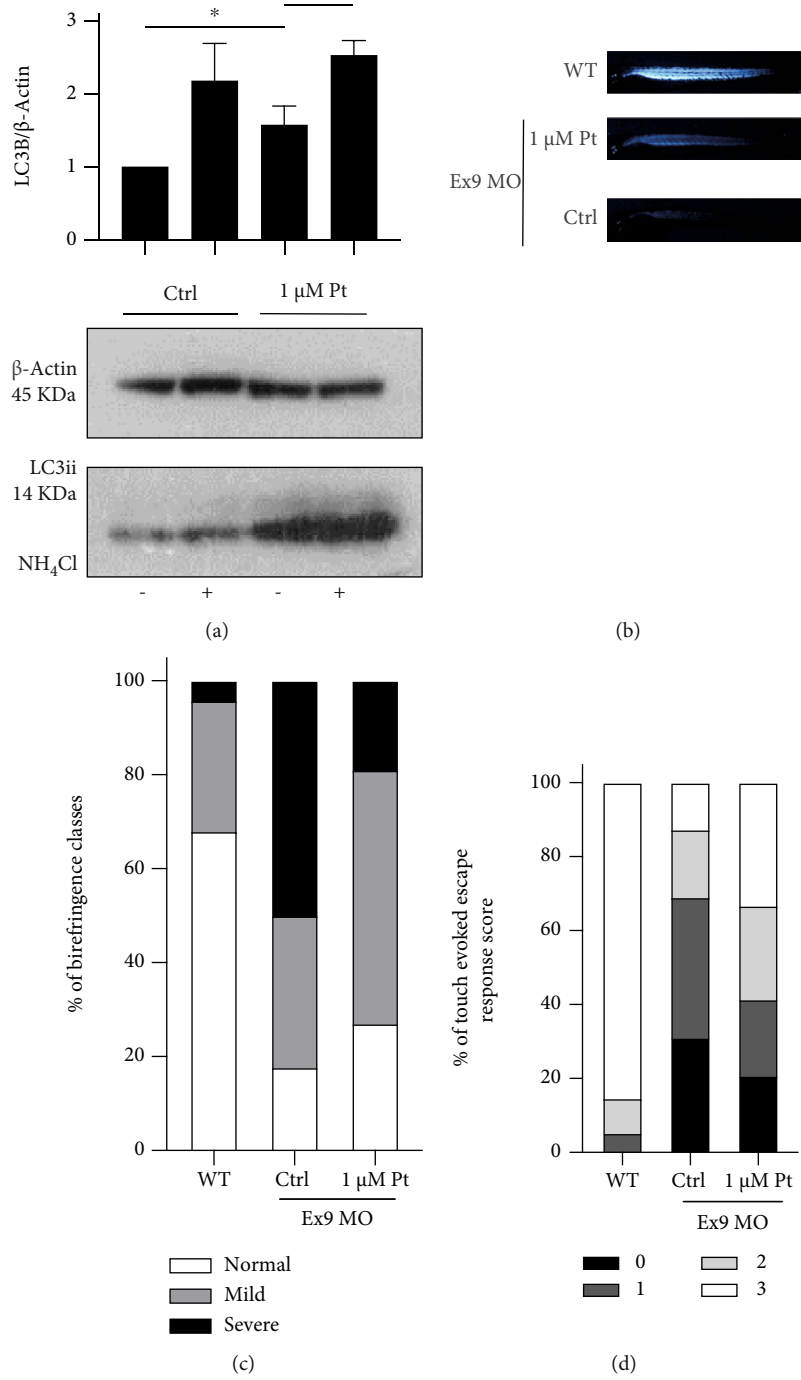 *
3
2
1
0
LC3B/β-Actin
Ctrl
1 μM Pt
β-Actin
45 KDa
LC3ii
14 KDa
NH₄Cl
-
+
-
+
(a)
WT
1 μM Pt
Ex9 MO
Ctrl
(b)
100
80
60
40
20
0
% of birefringence classes
WT
Ctrl
1 μM Pt
Ex9 MO
Normal
Mild
Severe
(c)
100
80
60
40
20
0
% of touch evoked escape
response score
WT
Ctrl
1 μM Pt
Ex9 MO
0
1
2
3
(d)